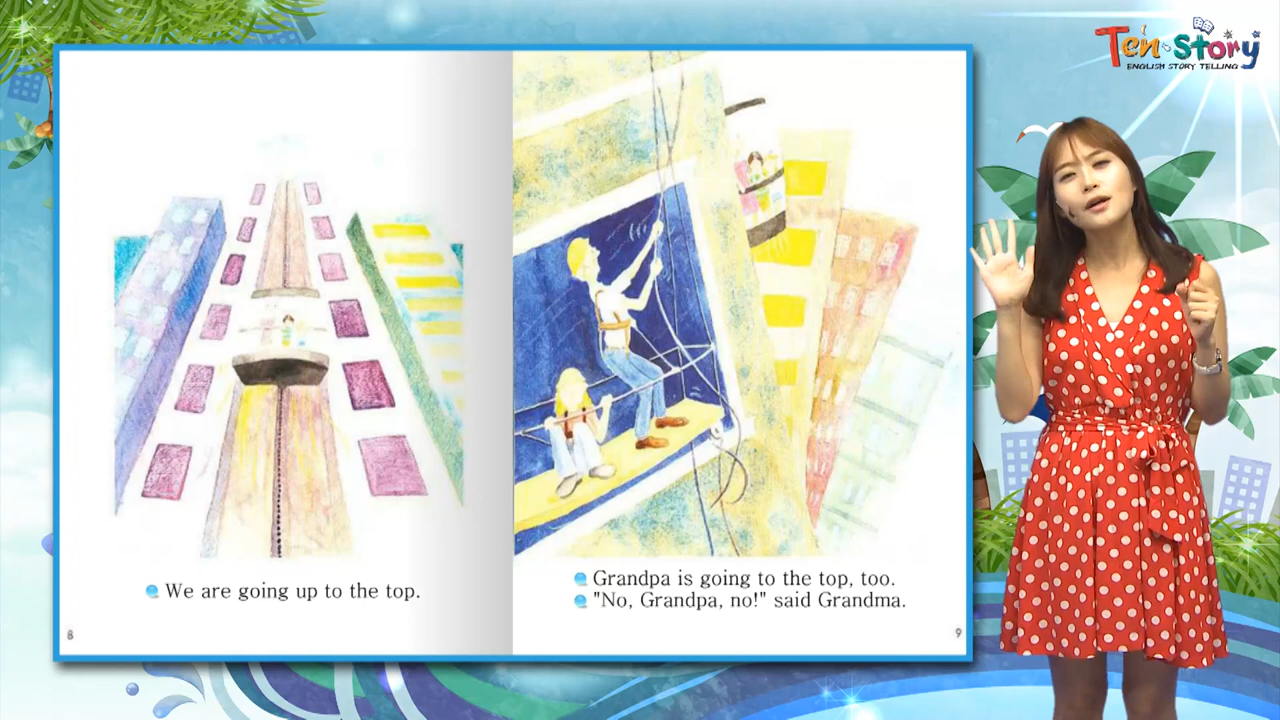 Ten Story
ENGLISH STORY TELLING
We are going up to the top.
Grandpa is going to the top, too.
"No, Grandpa, no!" said Grandma.
8
9